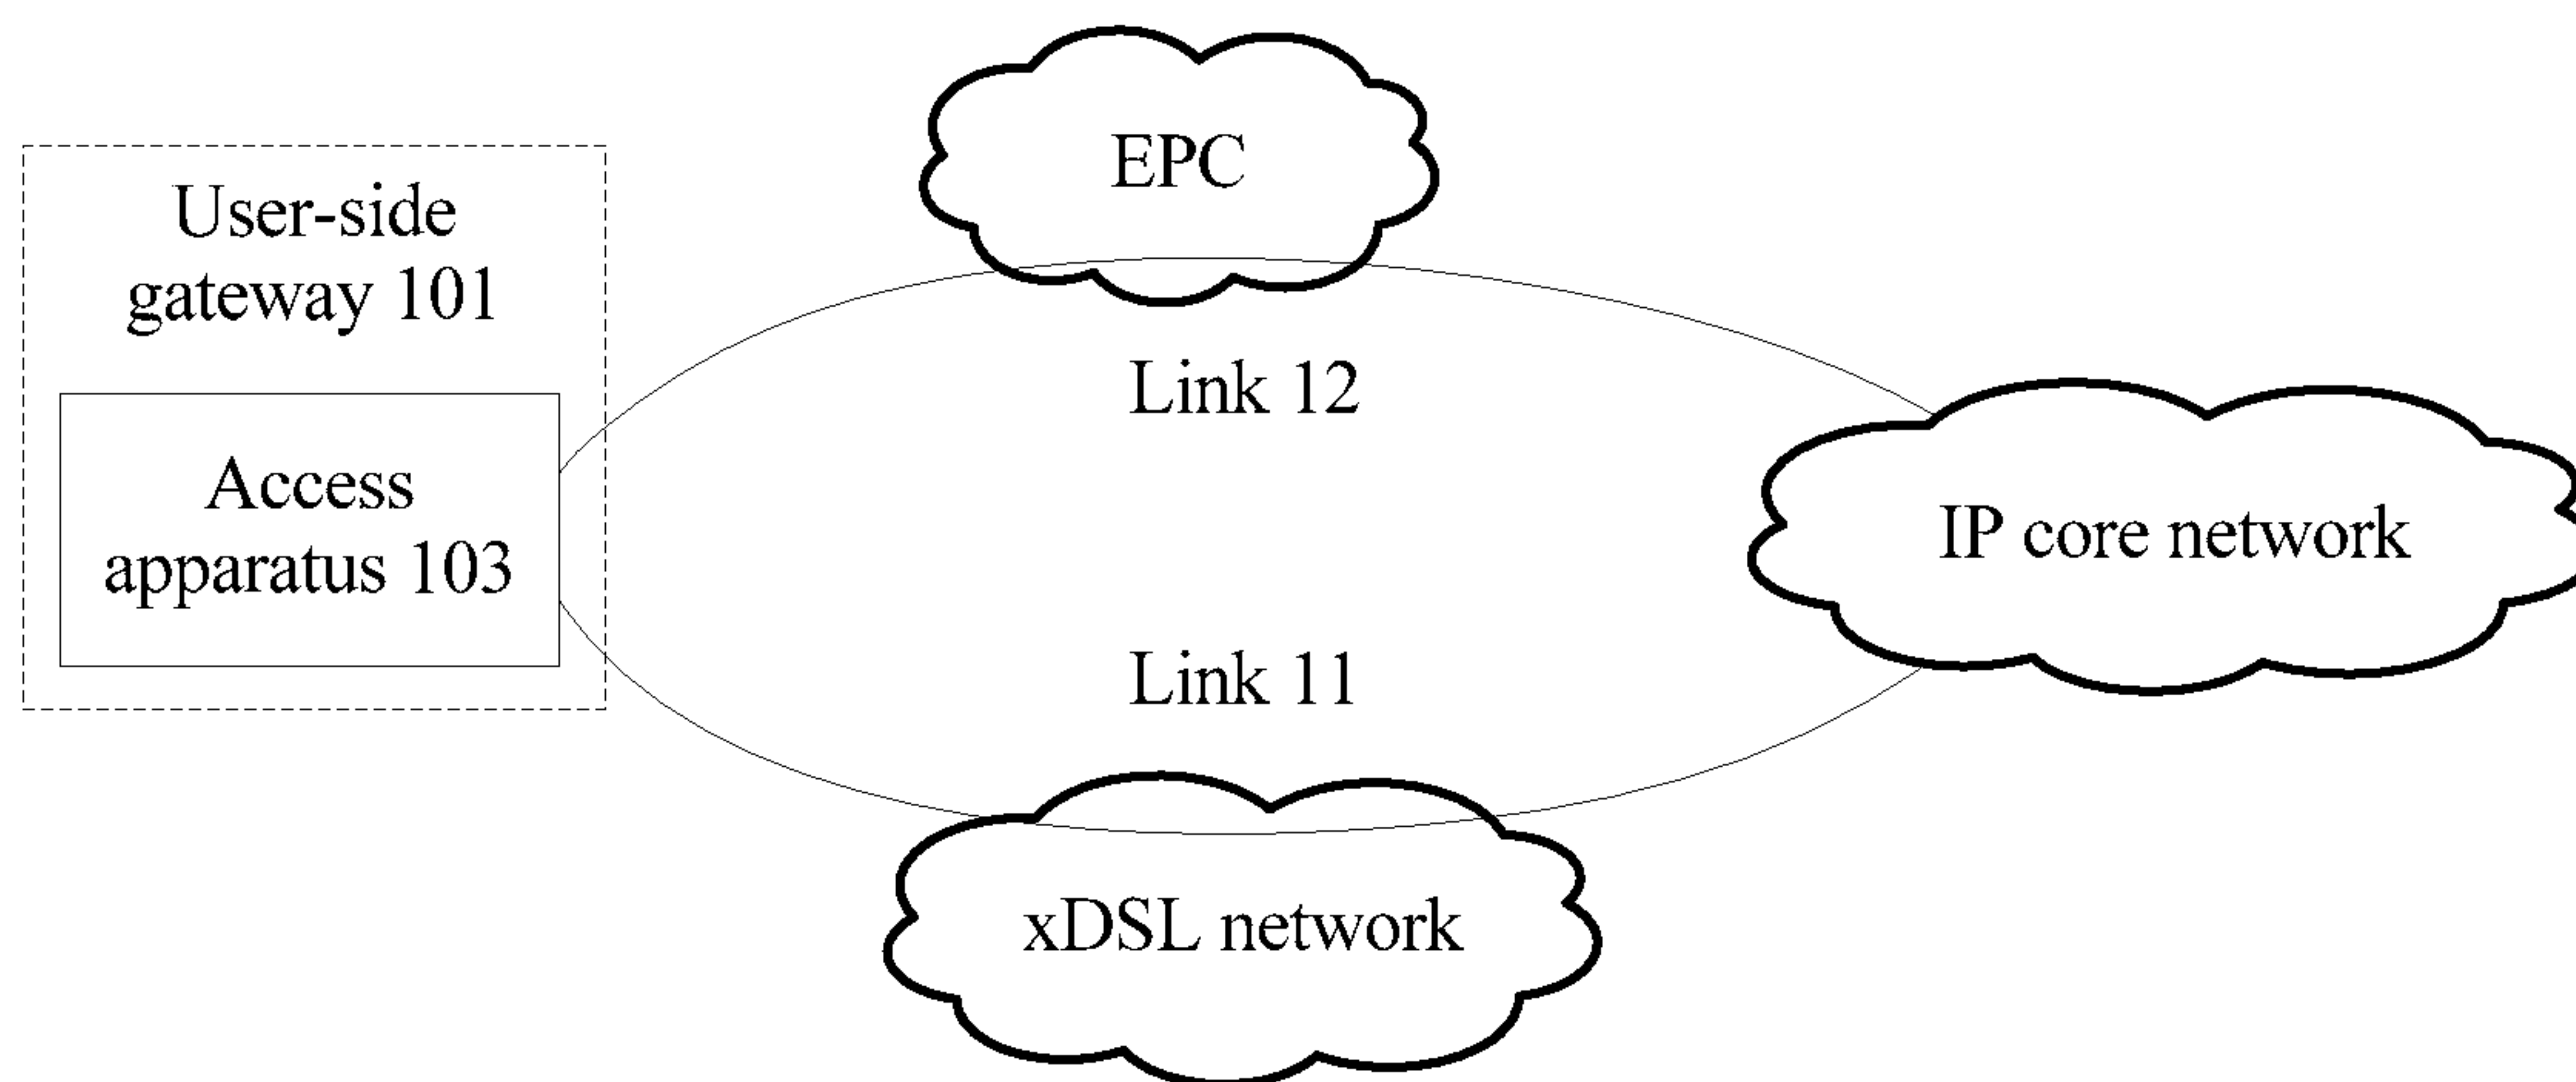 EPC
User-side
gateway 101
Link 12
Access
apparatus 103
IP core network
Link 11
xDSL network